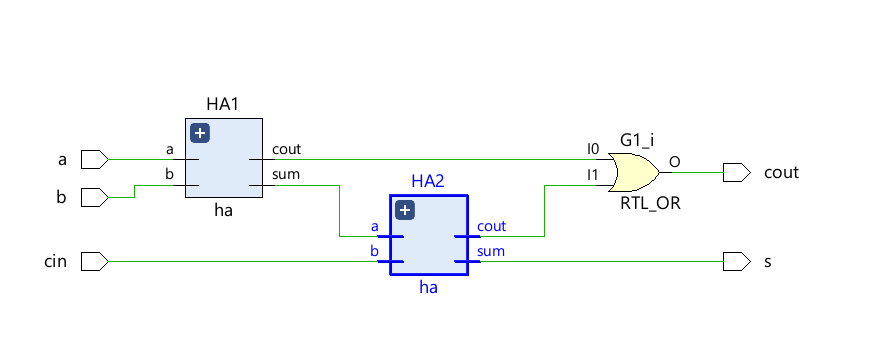 HA1
a
a
cout
b
sum
b
ha
HA2
a
cout
b
sum
ha
cin
G1_i
I0
O
I1
RTL_OR
cout
s